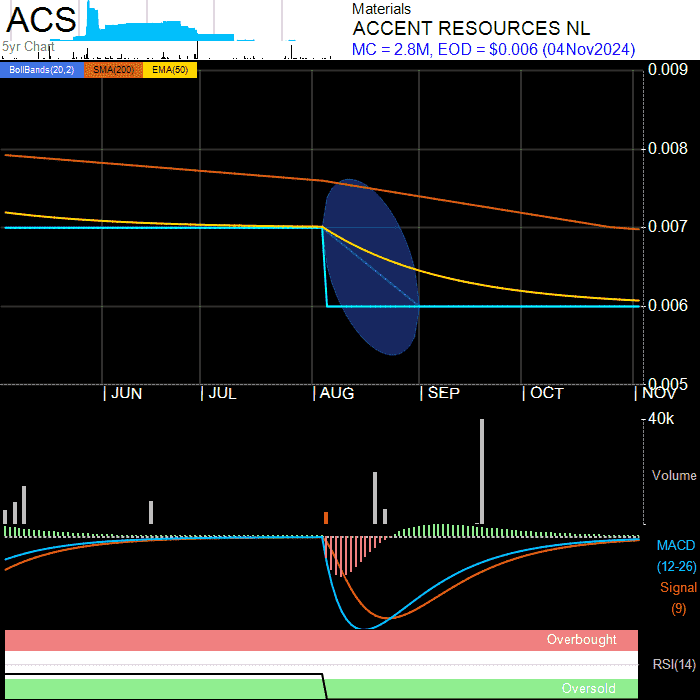 ACS
5yr Chart
Materials
ACCENT RESOURCES NL
MC = 2.8M, EOD = $0.006 (04Nov2024)
BollBands(20,2) SMA(200) EMA(50)
0.009
0.008
0.007
0.006
0.005
JUN JUL AUG SEP OCT NOV
40k
Volume
MACD
(12-26)
Signal
(9)
Overbought
RSI(14)
Oversold